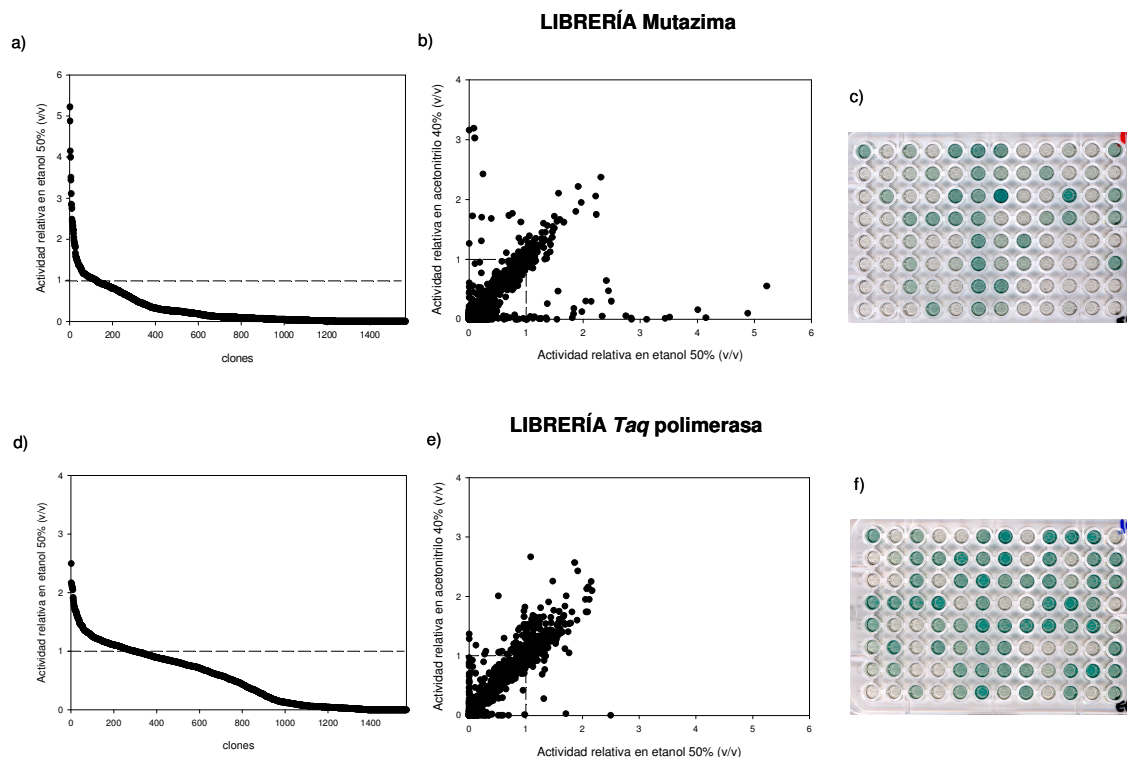 LIBRERÍA Mutazima
a)
b)
c)
6
5
4
3
2
1
0
Actividad relativa en etanol 50% (v/v)
0 200 400 600 800 1000 1200 1400
clones
4
3
2
1
0
Actividad relativa en acetonitrilo 40% (v/v)
0 1 2 3 4 5 6
Actividad relativa en etanol 50% (v/v)
LIBRERÍA Taq polimerasa
d)
e)
f)
4
3
2
1
0
Actividad relativa en etanol 50% (v/v)
0 200 400 600 800 1000 1200 1400
clones
4
3
2
1
0
Actividad relativa en acetonitrilo 40% (v/v)
0 1 2 3 4 5 6
Actividad relativa en etanol 50% (v/v)